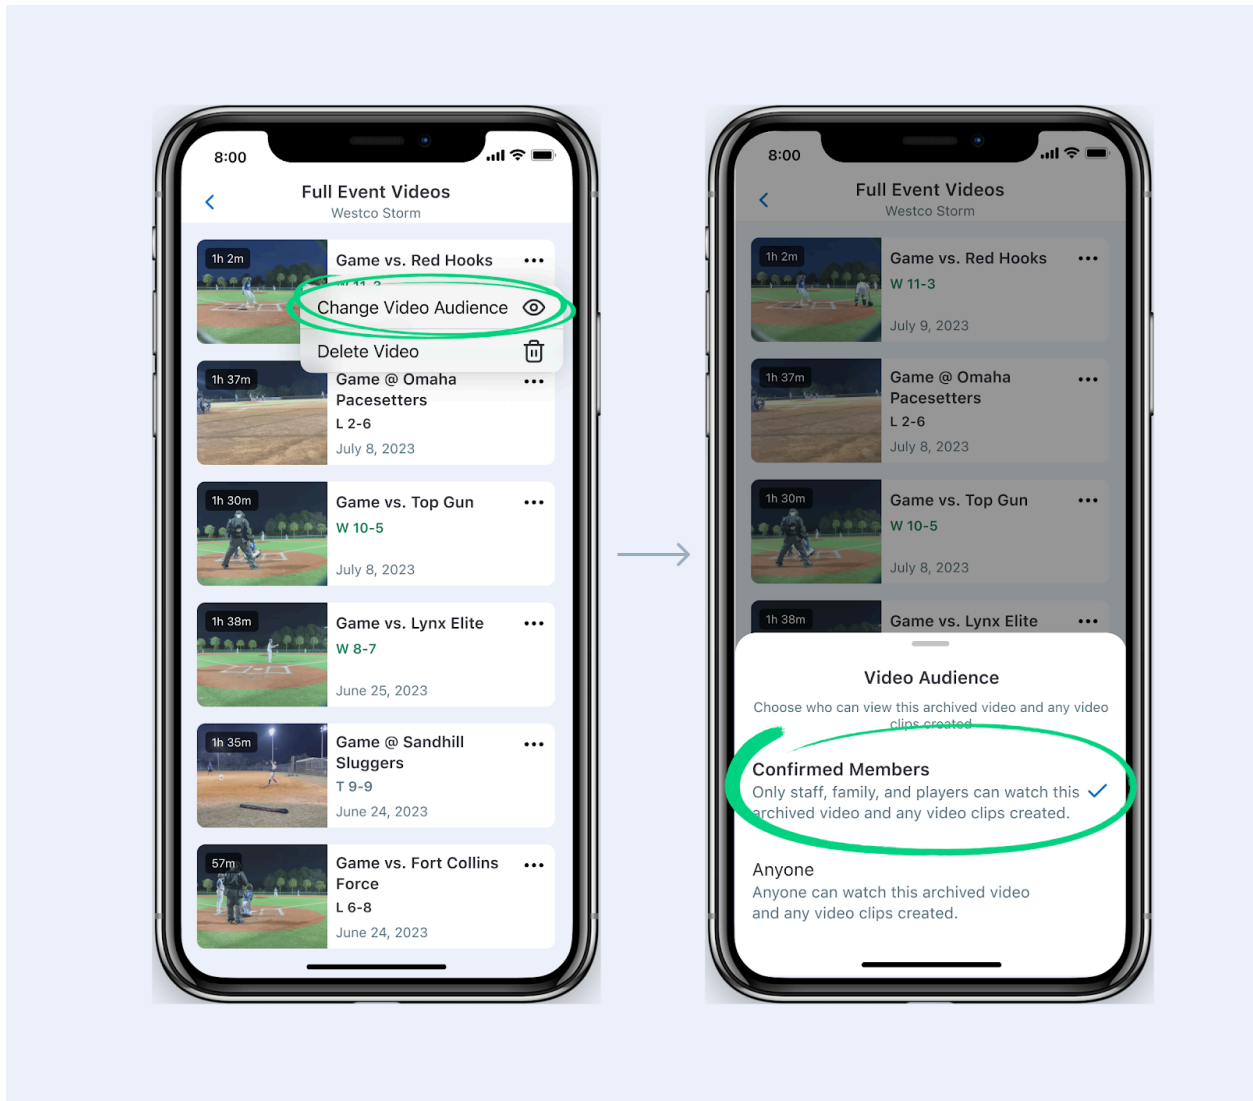 8:00
Full Event Videos
Westco Storm
1h 2m
Game vs. Red Hooks
W 11-3
Change Video Audience
Delete Video
1h 37m
Game @ Omaha
Pacesetters
L 2-6
July 8, 2023
1h 30m
Game vs. Top Gun
W 10-5
July 8, 2023
1h 38m
Game vs. Lynx Elite
W 8-7
June 25, 2023
1h 35m
Game @ Sandhill
Sluggers
T 9-9
June 24, 2023
57m
Game vs. Fort Collins
Force
L 6-8
June 24, 2023
8:00
Full Event Videos
Westco Storm
1h 2m
Game vs. Red Hooks
W 11-3
July 9, 2023
1h 37m
Game @ Omaha
Pacesetters
L 2-6
July 8, 2023
1h 30m
Game vs. Top Gun
W 10-5
July 8, 2023
1h 38m
Game vs. Lynx Elite
Video Audience
Choose who can view this archived video and any video
clips created
Confirmed Members
Only staff, family, and players can watch this
archived video and any video clips created.
Anyone
Anyone can watch this archived video
and any video clips created.